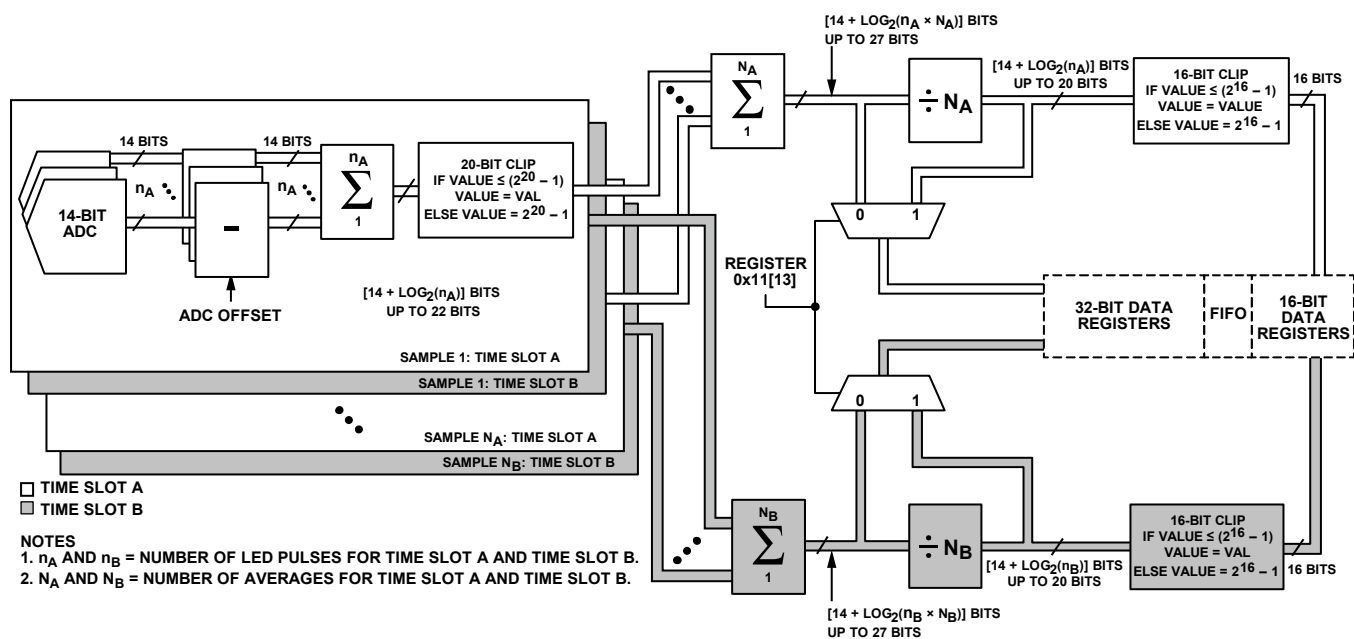 [14 + LOG2(nA × NA)] BITS
UP TO 27 BITS
NA
∑
1
÷ NA
[14 + LOG2(nA)] BITS
UP TO 20 BITS
16-BIT CLIP
IF VALUE ≤ (2^16 – 1)
VALUE = VALUE
ELSE VALUE = 2^16 – 1
16 BITS
14 BITS
14 BITS
nA
nA
14-BIT
ADC
–
ADC OFFSET
nA
∑
1
20-BIT CLIP
IF VALUE ≤ (2^20 – 1)
VALUE = VAL
ELSE VALUE = 2^20 – 1
[14 + LOG2(nA)] BITS
UP TO 22 BITS
SAMPLE 1: TIME SLOT A
SAMPLE 1: TIME SLOT B
SAMPLE NA: TIME SLOT A
SAMPLE NB: TIME SLOT B
0 1
REGISTER
0x11[13]
32-BIT DATA
REGISTERS
FIFO
16-BIT
DATA
REGISTERS
0 1
TIME SLOT A
TIME SLOT B
NOTES
1. nA AND nB = NUMBER OF LED PULSES FOR TIME SLOT A AND TIME SLOT B.
2. NA AND NB = NUMBER OF AVERAGES FOR TIME SLOT A AND TIME SLOT B.
NB
∑
1
÷ NB
[14 + LOG2(nB)] BITS
UP TO 20 BITS
16-BIT CLIP
IF VALUE ≤ (2^16 – 1)
VALUE = VAL
ELSE VALUE = 2^16 – 1
16 BITS
[14 + LOG2(nB × NB)] BITS
UP TO 27 BITS